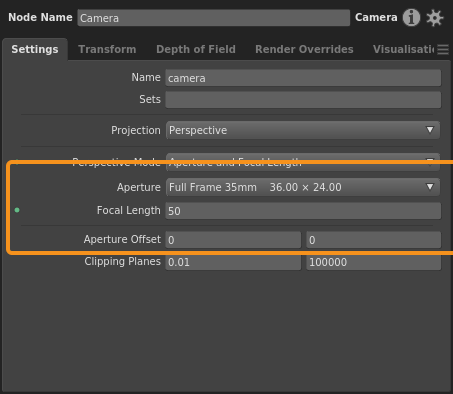 Node Name Camera Camera
Settings Transform Depth of Field Render Overrides Visualisati
Name camera
Sets
Projection Perspective
Perspective Mode Aperture and Focal Length
Aperture Full Frame 35mm 36.00 × 24.00
Focal Length 50
Aperture Offset 0 0
Clipping Planes 0.01 100000